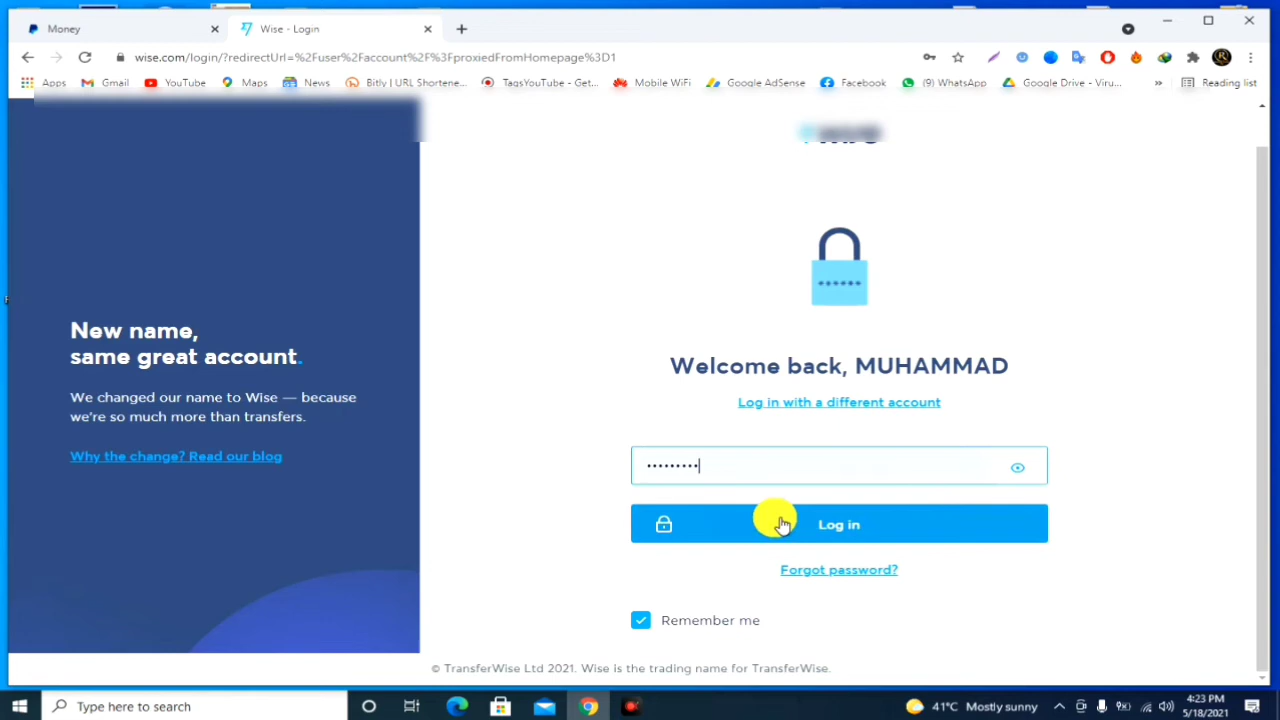 Money
Wise - Login
wise.com/login/?redirectUrl=%2Fuser%2Faccount%2F%3FproxiedFromHomepage%3D1
Apps Gmail YouTube Maps News Bitly | URL Shortene... TagsYouTube - Get... Mobile WiFi Google AdSense Facebook (9) WhatsApp Google Drive - Viru... » Reading list
New name,
same great account.
We changed our name to Wise — because
we're so much more than transfers.
Why the change? Read our blog
Welcome back, MUHAMMAD
Log in with a different account
•••••••••
Log in
Forgot password?
Remember me
© TransferWise Ltd 2021. Wise is the trading name for TransferWise.
Type here to search
41°C Mostly sunny
4:23 PM
5/18/2021